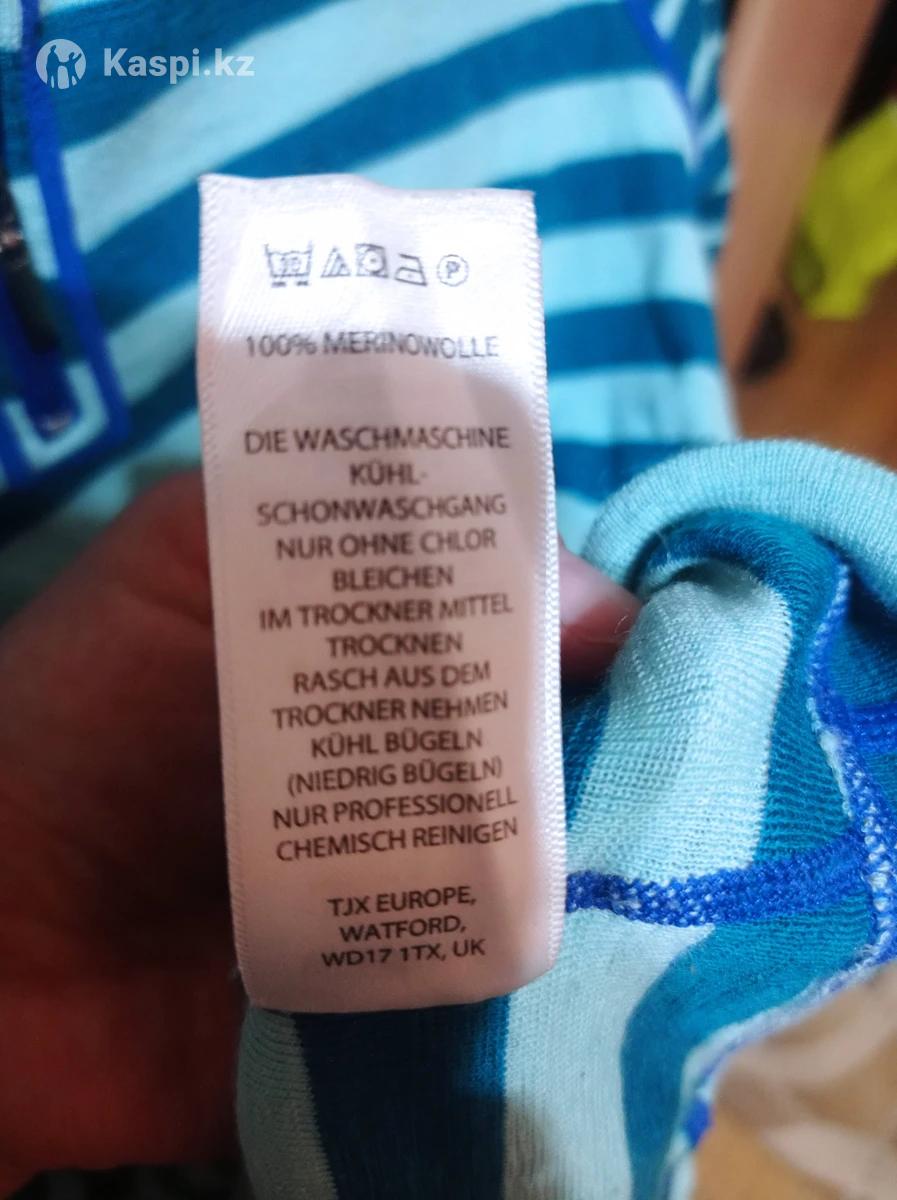 Kaspi.kz
30
P
100% MERINOWOLLE
DIE WASCHMASCHINE
KÜHL-
SCHONWASCHGANG
NUR OHNE CHLOR
BLEICHEN
IM TROCKNER MITTEL
TROCKNEN
RASCH AUS DEM
TROCKNER NEHMEN
KÜHL BÜGELN
(NIEDRIG BÜGELN)
NUR PROFESSIONELL
CHEMISCH REINIGEN
TJX EUROPE,
WATFORD,
WD17 1TX, UK